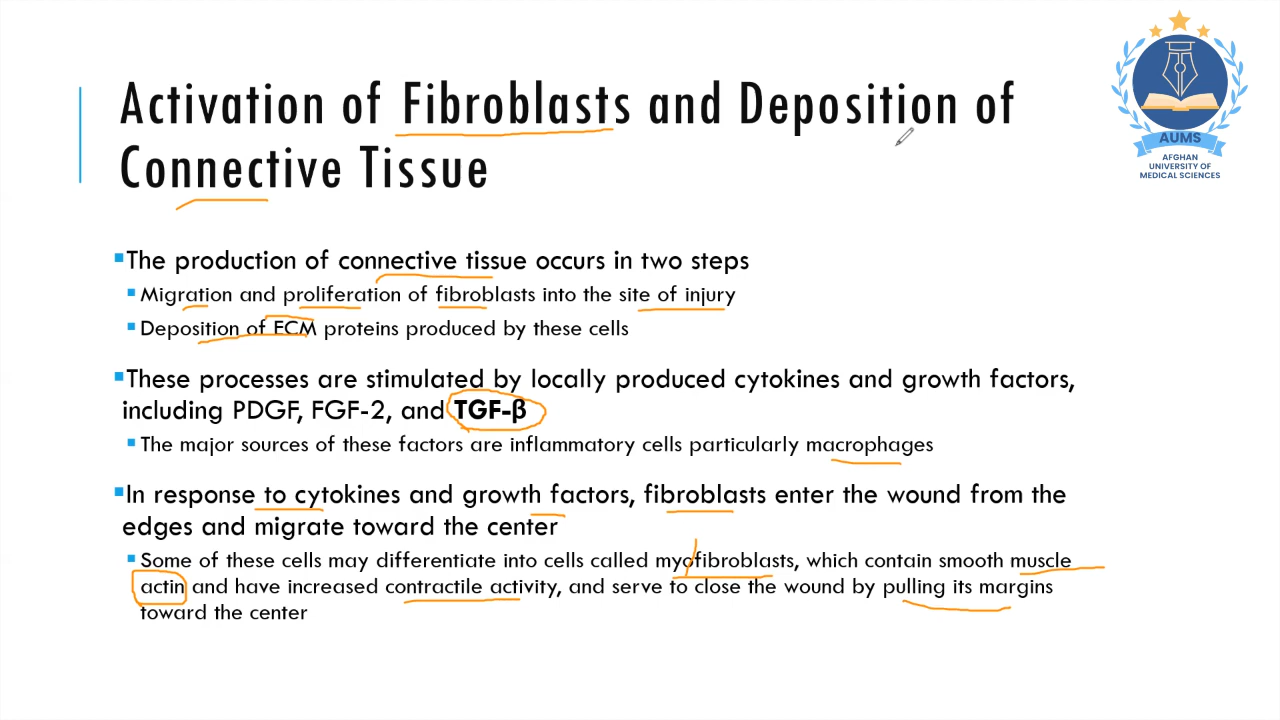 Activation of Fibroblasts and Deposition of
Connective Tissue
AUMS
AFGHAN
UNIVERSITY OF
MEDICAL SCIENCES
▪The production of connective tissue occurs in two steps
▪ Migration and proliferation of fibroblasts into the site of injury
▪ Deposition of ECM proteins produced by these cells
▪These processes are stimulated by locally produced cytokines and growth factors,
including PDGF, FGF-2, and TGF-β
▪ The major sources of these factors are inflammatory cells particularly macrophages
▪In response to cytokines and growth factors, fibroblasts enter the wound from the
edges and migrate toward the center
▪ Some of these cells may differentiate into cells called myofibroblasts, which contain smooth muscle
actin and have increased contractile activity, and serve to close the wound by pulling its margins
toward the center